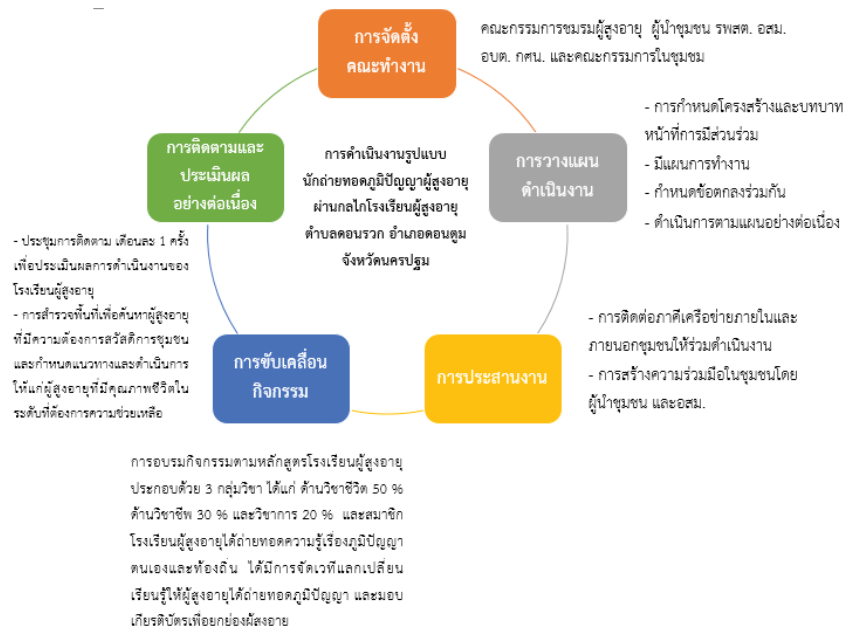 การจัดตั้ง
คณะทำงาน
คณะกรรมการชมรมผู้สูงอายุ ผู้นำชุมชน รพสต. อสม.
อบต. กศน. และคณะกรรมการในชุมชม
การวางแผน
ดำเนินงาน
- การกำหนดโครงสร้างและบทบาท
หน้าที่การมีส่วนร่วม
- มีแผนการทำงาน
- กำหนดข้อตกลงร่วมกัน
- ดำเนินการตามแผนอย่างต่อเนื่อง
การประสานงาน
- การติดต่อภาคีเครือข่ายภายในและ
ภายนอกชุมชนให้ร่วมดำเนินงาน
- การสร้างความร่วมมือในชุมชนโดย
ผู้นำชุมชน และอสม.
การขับเคลื่อน
กิจกรรม
การอบรมกิจกรรมตามหลักสูตรโรงเรียนผู้สูงอายุ
ประกอบด้วย 3 กลุ่มวิชา ได้แก่ ด้านวิชาชีวิต 50 %
ด้านวิชาชีพ 30 % และวิชาการ 20 % และสมาชิก
โรงเรียนผู้สูงอายุได้ถ่ายทอดความรู้เรื่องภูมิปัญญา
ตนเองและท้องถิ่น ได้มีการจัดเวทีแลกเปลี่ยน
เรียนรู้ให้ผู้สูงอายุได้ถ่ายทอดภูมิปัญญา และมอบ
เกียรติบัตรเพื่อยกย่องผู้สูงอายุ
การติดตามและ
ประเมินผล
อย่างต่อเนื่อง
- ประชุมการติดตาม เดือนละ 1 ครั้ง
เพื่อประเมินผลการดำเนินงานของ
โรงเรียนผู้สูงอายุ
- การสำรวจพื้นที่เพื่อค้นหาผู้สูงอายุ
ที่มีความต้องการสวัสดิการชุมชน
และกำหนดแนวทางและดำเนินการ
ให้แก่ผู้สูงอายุที่มีคุณภาพชีวิตใน
ระดับที่ต้องการความช่วยเหลือ
การดำเนินงานรูปแบบ
นักถ่ายทอดภูมิปัญญาผู้สูงอายุ
ผ่านกลไกโรงเรียนผู้สูงอายุ
ตำบลดอนรวก อำเภอดอนตูม
จังหวัดนครปฐม